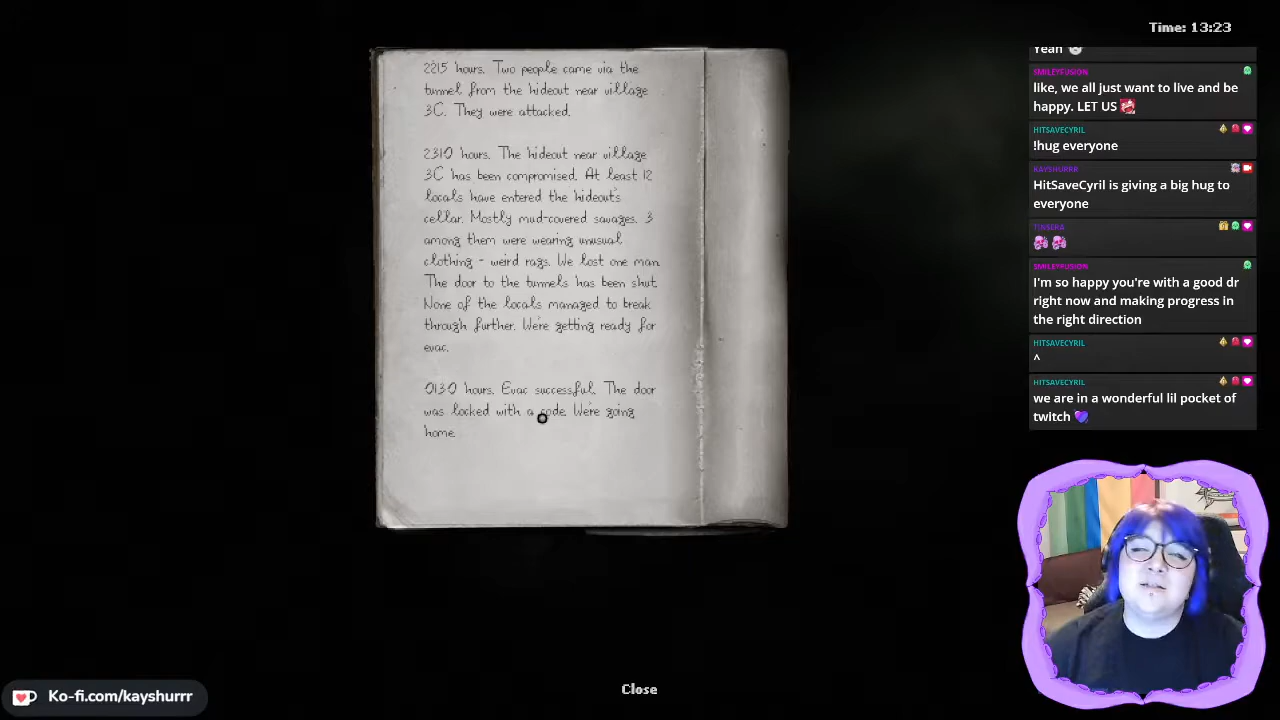 Time: 13:23
2215 hours. Two people came via the
tunnel from the hideout near village
3C. They were attacked.
2310 hours. The hideout near village
3C has been compromised. At least 12
locals have entered the hideout's
cellar. Mostly mud-covered savages. 3
among them were wearing unusual
clothing - weird rags. We lost one man.
The door to the tunnels has been shut.
None of the locals managed to break
through further. We're getting ready for
evac.
0130 hours. Evac successful. The door
was locked with a code. We're going
home.
Close
Yeah
SMILEYFUSION
like, we all just want to live and be
happy. LET US
HITSAVECYRIL
!hug everyone
KAYSHURRR
HitSaveCyril is giving a big hug to
everyone
TINSERA
SMILEYFUSION
I'm so happy you're with a good dr
right now and making progress in
the right direction
HITSAVECYRIL
^
HITSAVECYRIL
we are in a wonderful lil pocket of
twitch
Ko-fi.com/kayshurrr